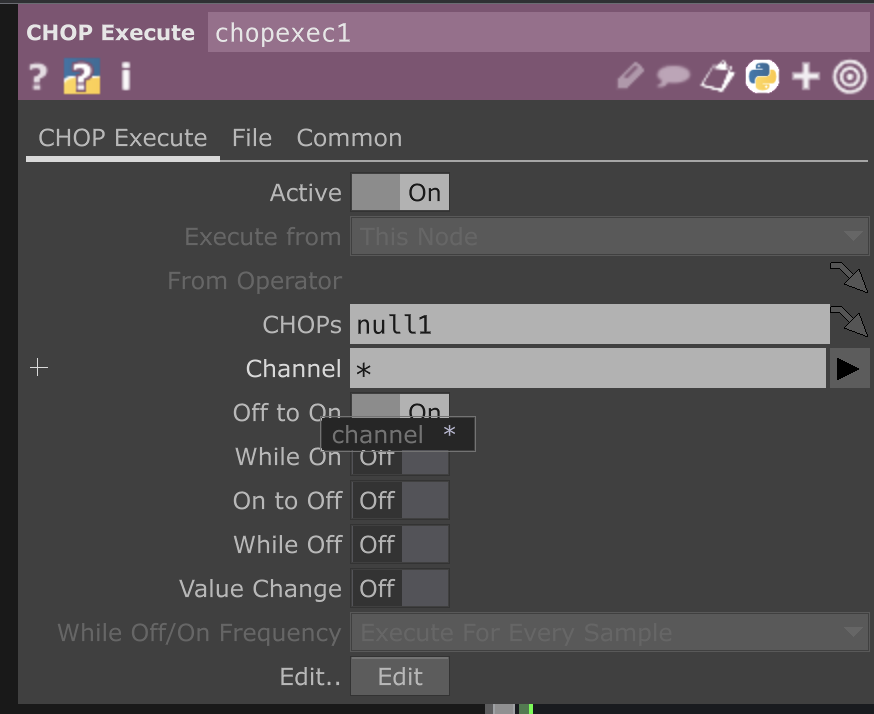 CHOP Execute chopexec1
? ? i
CHOP Execute File Common
Active On
Execute from This Node
From Operator
CHOPs null1
Channel *
Off to On On
channel *
While On Off
On to Off Off
While Off Off
Value Change Off
While Off/On Frequency Execute For Every Sample
Edit.. Edit